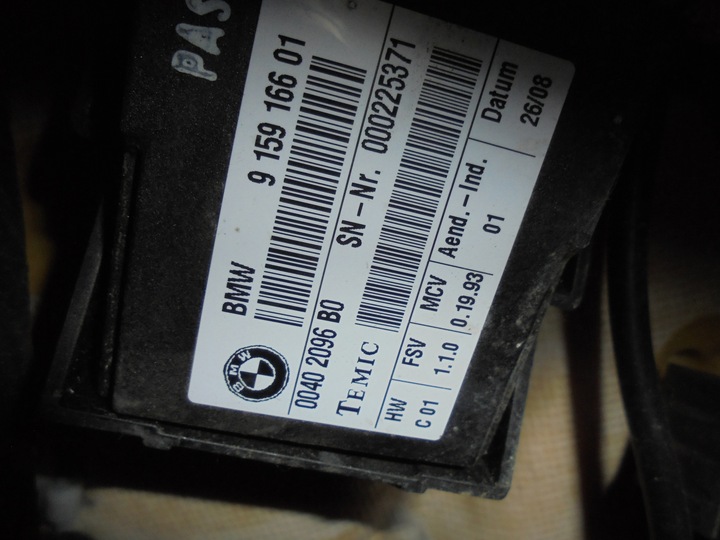 PAS
BMW 9 159 166 01
BMW
0040 2096 B0 SN-Nr. 000225371
TEMIC
HW FSV MCV Aend.-Ind. Datum
C 01 1.1.0 0.19.93 01 26/08